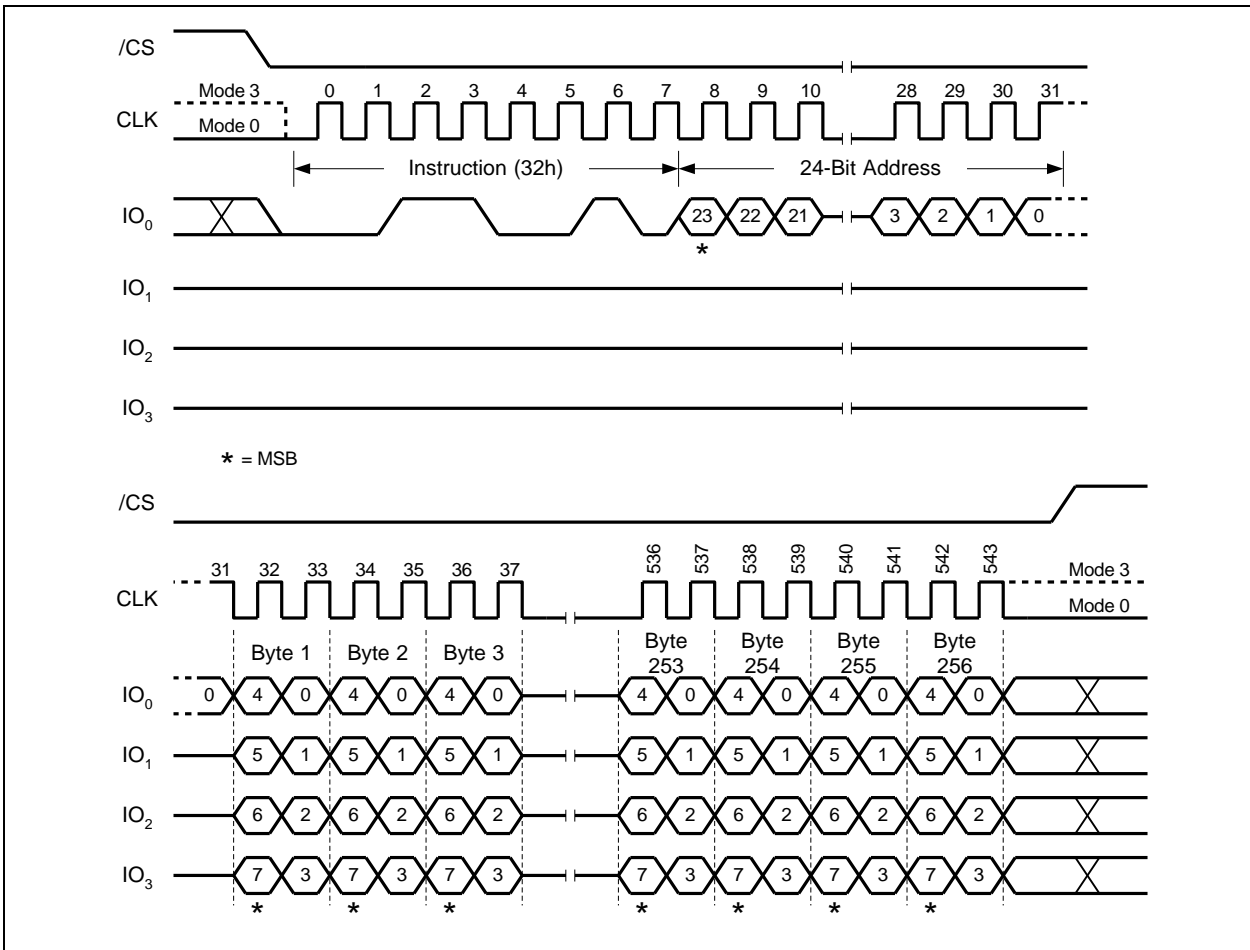 /CS
Mode 3 0 1 2 3 4 5 6 7 8 9 10 28 29 30 31
CLK
Mode 0
Instruction (32h) 24-Bit Address
IO0 23 22 21 3 2 1 0
*
IO1
IO2
IO3
* = MSB
/CS
31 32 33 34 35 36 37 536 537 538 539 540 541 542 543
Mode 3
CLK
Mode 0
Byte 1 Byte 2 Byte 3 Byte 253 Byte 254 Byte 255 Byte 256
IO0 0 4 0 4 0 4 0 4 0 4 0 4 0 4 0
IO1 5 1 5 1 5 1 5 1 5 1 5 1 5 1
IO2 6 2 6 2 6 2 6 2 6 2 6 2 6 2
IO3 7 3 7 3 7 3 7 3 7 3 7 3 7 3
* * * * * * *